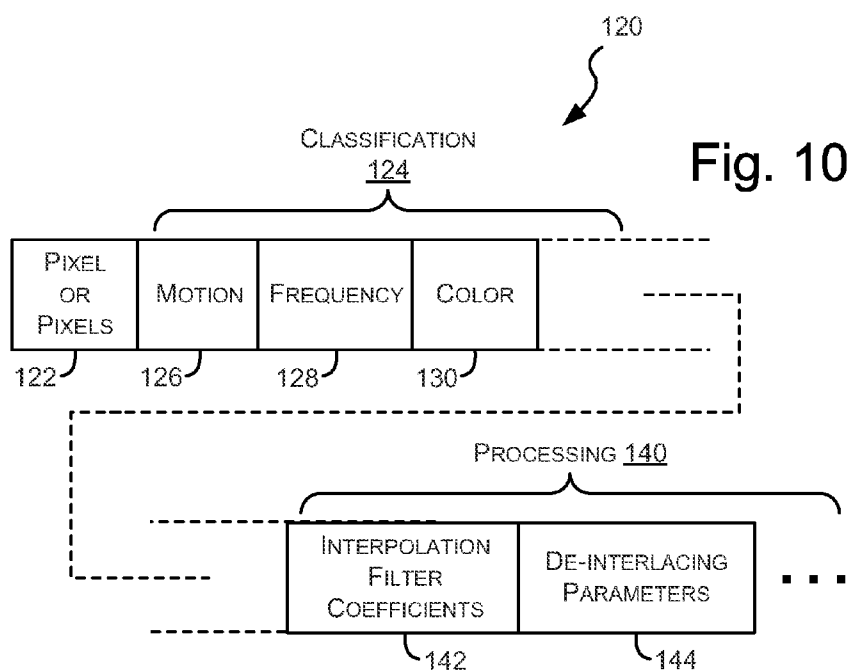 120
CLASSIFICATION
124
Fig. 10
PIXEL
OR
PIXELS
MOTION
FREQUENCY
COLOR
122
126
128
130
PROCESSING 140
INTERPOLATION
FILTER
COEFFICIENTS
DE-INTERLACING
PARAMETERS
...
142
144